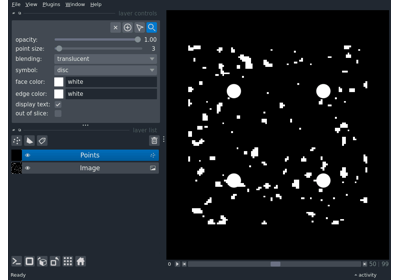 File View Plugins Window Help
layer controls
opacity: 1.00
point size: 3
blending: translucent
symbol: disc
face color: white
edge color: white
display text:
out of slice:
layer list
Points
Image
50 99
Ready
activity